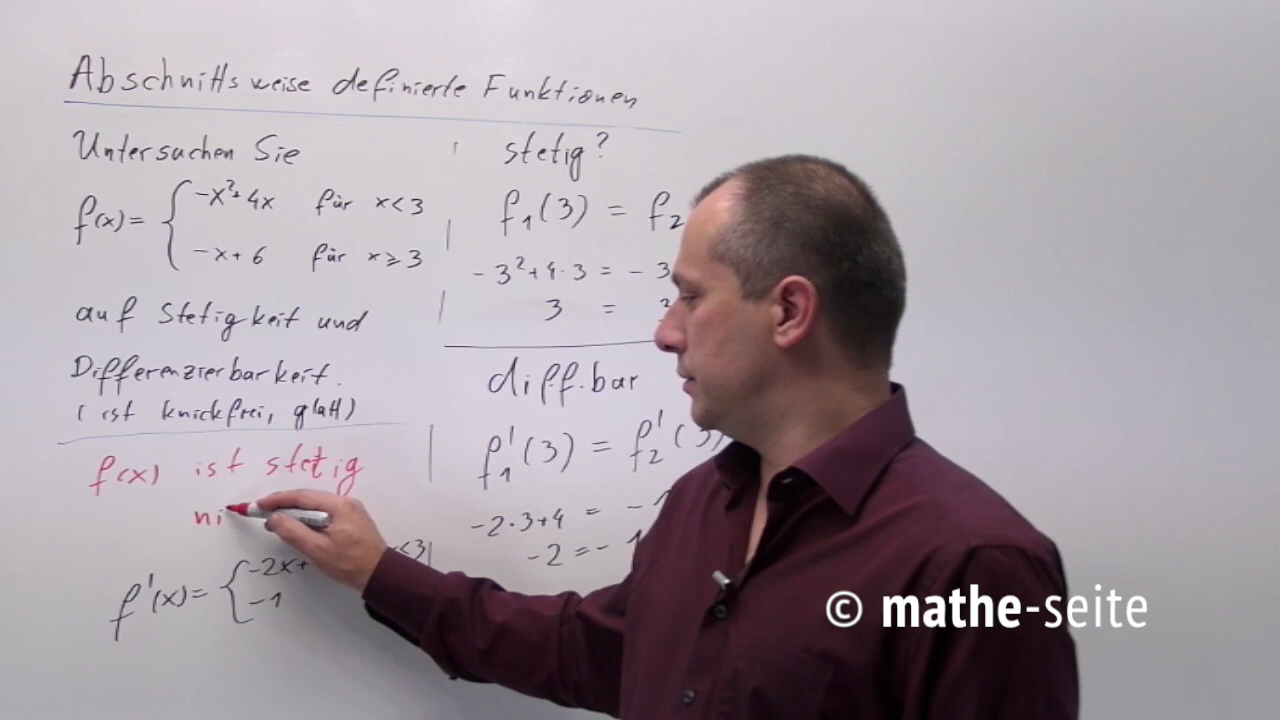 Abschnittsweise definierte Funktionen
Untersuchen Sie
f(x)= { -x²+4x für x<3
-x+6 für x⩾3
auf Stetigkeit und
Differenzierbarkeit.
(ist knickfrei, glatt)
f(x) ist stetig
ni
f'(x)= { -2x+ <3
-1
stetig?
f₁(3) = f₂
-3²+4·3 = -3
3 =
diff.bar
f₁'(3) = f₂'(3)
-2·3+4 = -1
-2 = -1
© mathe-seite